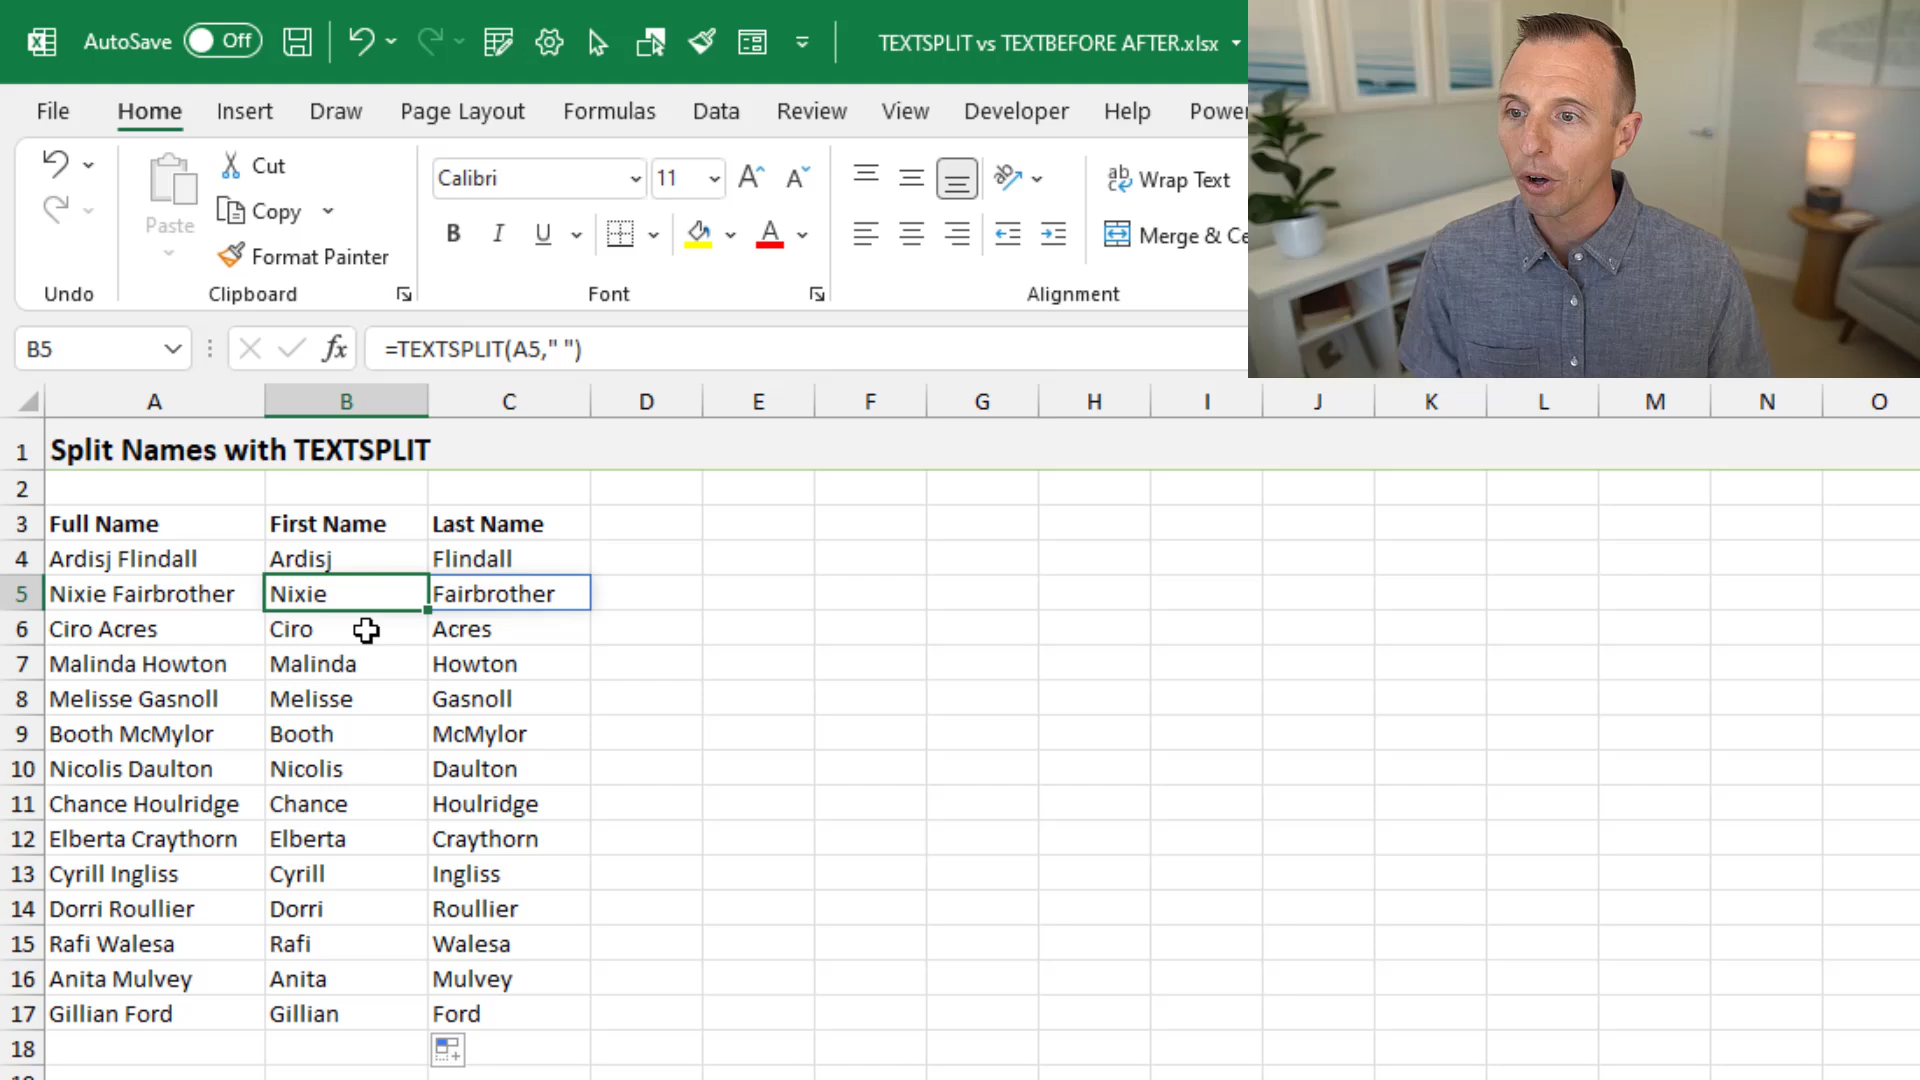 AutoSave Off TEXTSPLIT vs TEXTBEFORE AFTER.xlsx
File Home Insert Draw Page Layout Formulas Data Review View Developer Help Power
Cut
Calibri 11 A A ab Wrap Text
Paste Copy
B I U A Merge & Ce
Format Painter
Undo Clipboard Font Alignment
B5 fx =TEXTSPLIT(A5," ")
A B C D E F G H I J K L M N O
1 Split Names with TEXTSPLIT
2
3 Full Name First Name Last Name
4 Ardisj Flindall Ardisj Flindall
5 Nixie Fairbrother Nixie Fairbrother
6 Ciro Acres Ciro Acres
7 Malinda Howton Malinda Howton
8 Melisse Gasnoll Melisse Gasnoll
9 Booth McMylor Booth McMylor
10 Nicolis Daulton Nicolis Daulton
11 Chance Houlridge Chance Houlridge
12 Elberta Craythorn Elberta Craythorn
13 Cyrill Ingliss Cyrill Ingliss
14 Dorri Roullier Dorri Roullier
15 Rafi Walesa Rafi Walesa
16 Anita Mulvey Anita Mulvey
17 Gillian Ford Gillian Ford
18